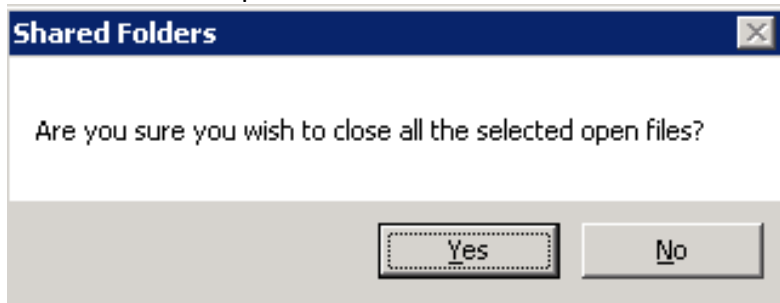 Shared Folders
Are you sure you wish to close all the selected open files?
Yes
No